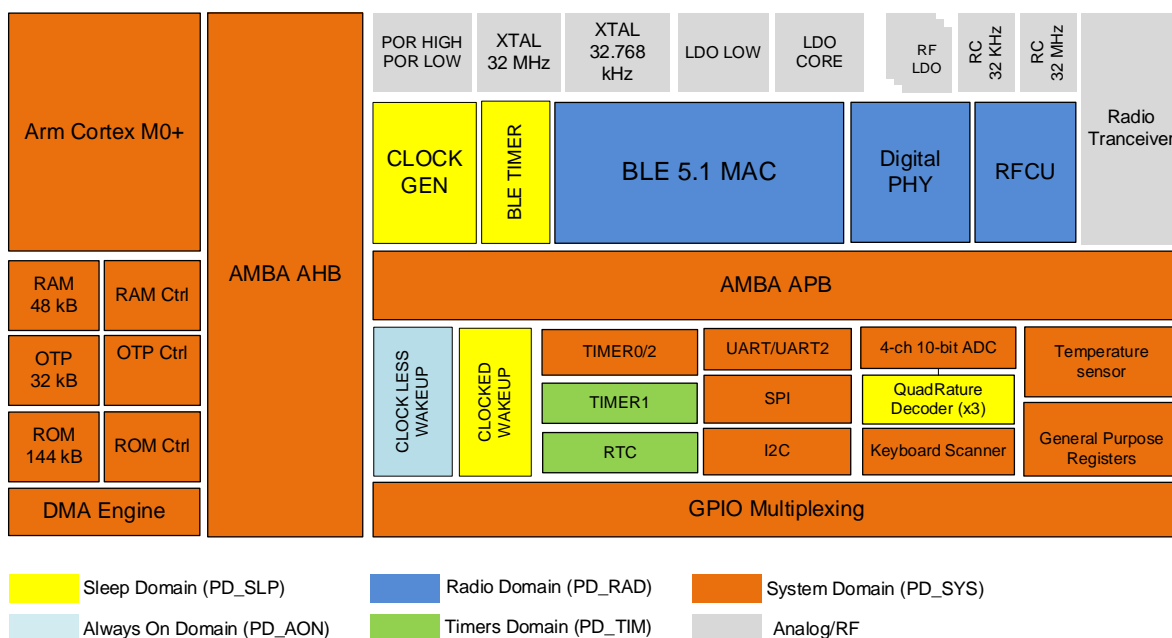 Arm Cortex M0+
RAM
48 kB
RAM Ctrl
OTP
32 kB
OTP Ctrl
ROM
144 kB
ROM Ctrl
DMA Engine
AMBA AHB
POR HIGH
POR LOW
XTAL
32 MHz
XTAL
32.768
kHz
LDO LOW
LDO
CORE
RF
LDO
RC
32 KHz
RC
32 MHz
Radio
Tranceiver
CLOCK
GEN
BLE TIMER
BLE 5.1 MAC
Digital
PHY
RFCU
AMBA APB
CLOCK LESS
WAKEUP
CLOCKED
WAKEUP
TIMER0/2
TIMER1
RTC
UART/UART2
SPI
I2C
4-ch 10-bit ADC
QuadRature
Decoder (x3)
Keyboard Scanner
Temperature
sensor
General Purpose
Registers
GPIO Multiplexing
Sleep Domain (PD_SLP)
Radio Domain (PD_RAD)
System Domain (PD_SYS)
Always On Domain (PD_AON)
Timers Domain (PD_TIM)
Analog/RF